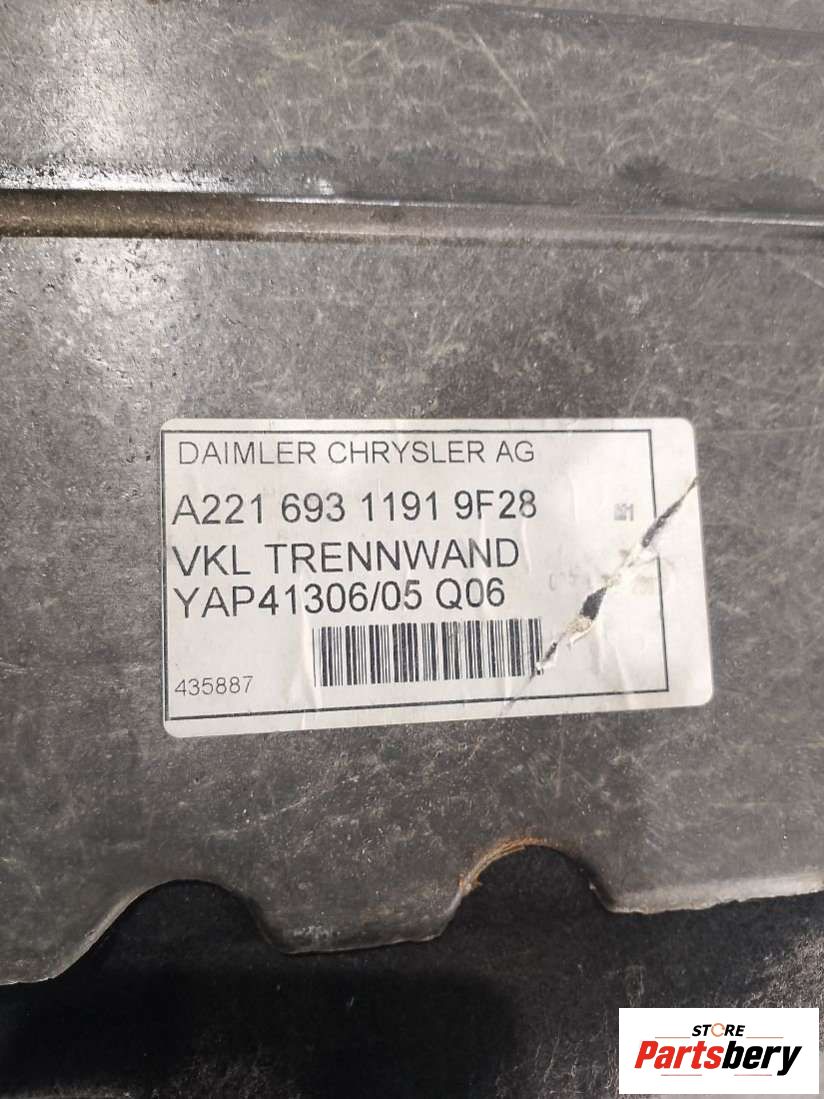 DAIMLER CHRYSLER AG
A221 693 1191 9F28
VKL TRENNWAND
YAP41306/05 Q06
435887
STORE
Partsbery